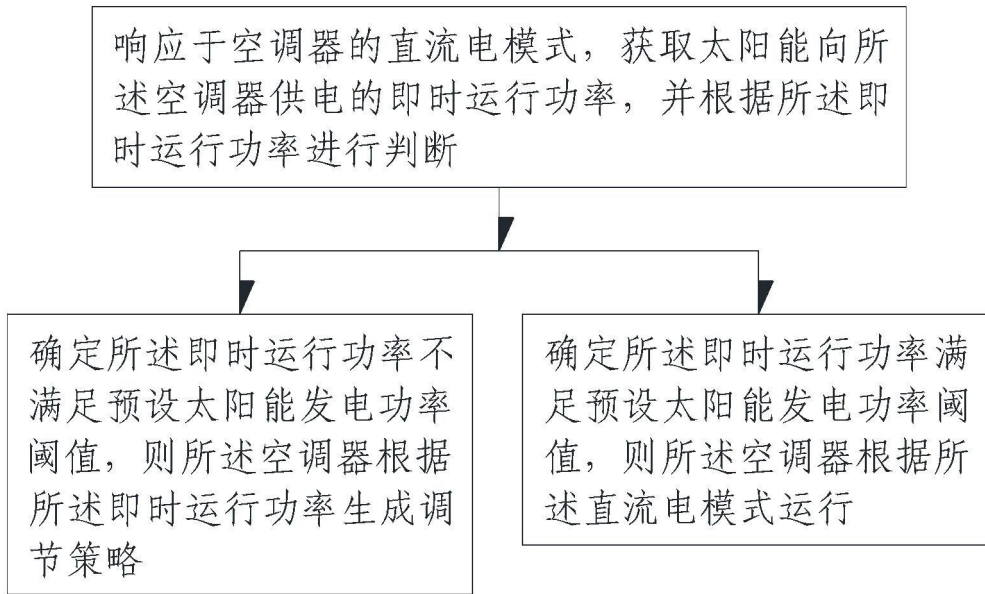 响应于空调器的直流电模式，获取太阳能向所
述空调器供电的即时运行功率，并根据所述即
时运行功率进行判断
确定所述即时运行功率不
满足预设太阳能发电功率
阈值，则所述空调器根据
所述即时运行功率生成调
节策略
确定所述即时运行功率满
足预设太阳能发电功率阈
值，则所述空调器根据所
述直流电模式运行